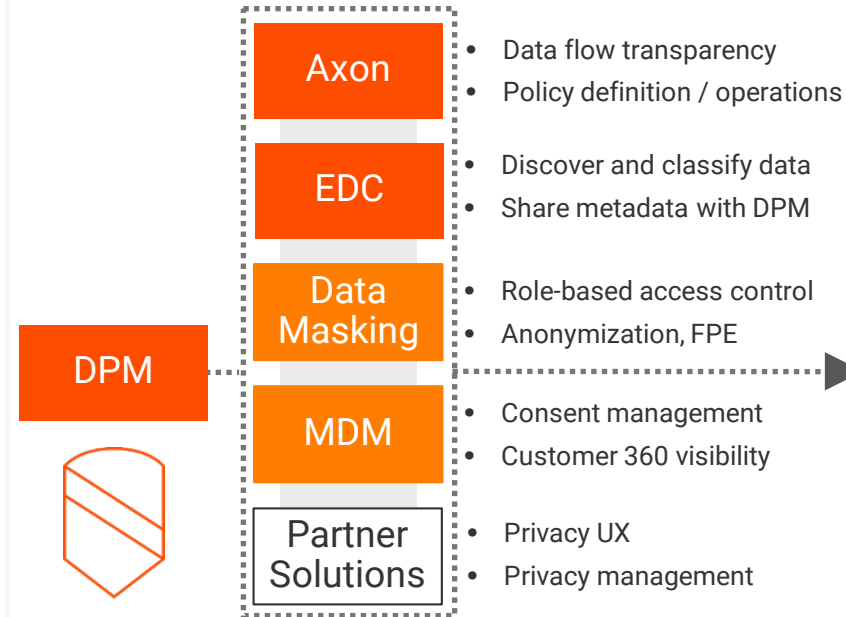 Axon
• Data flow transparency
• Policy definition / operations
EDC
• Discover and classify data
• Share metadata with DPM
Data
Masking
• Role-based access control
• Anonymization, FPE
DPM
MDM
• Consent management
• Customer 360 visibility
Partner
Solutions
• Privacy UX
• Privacy management